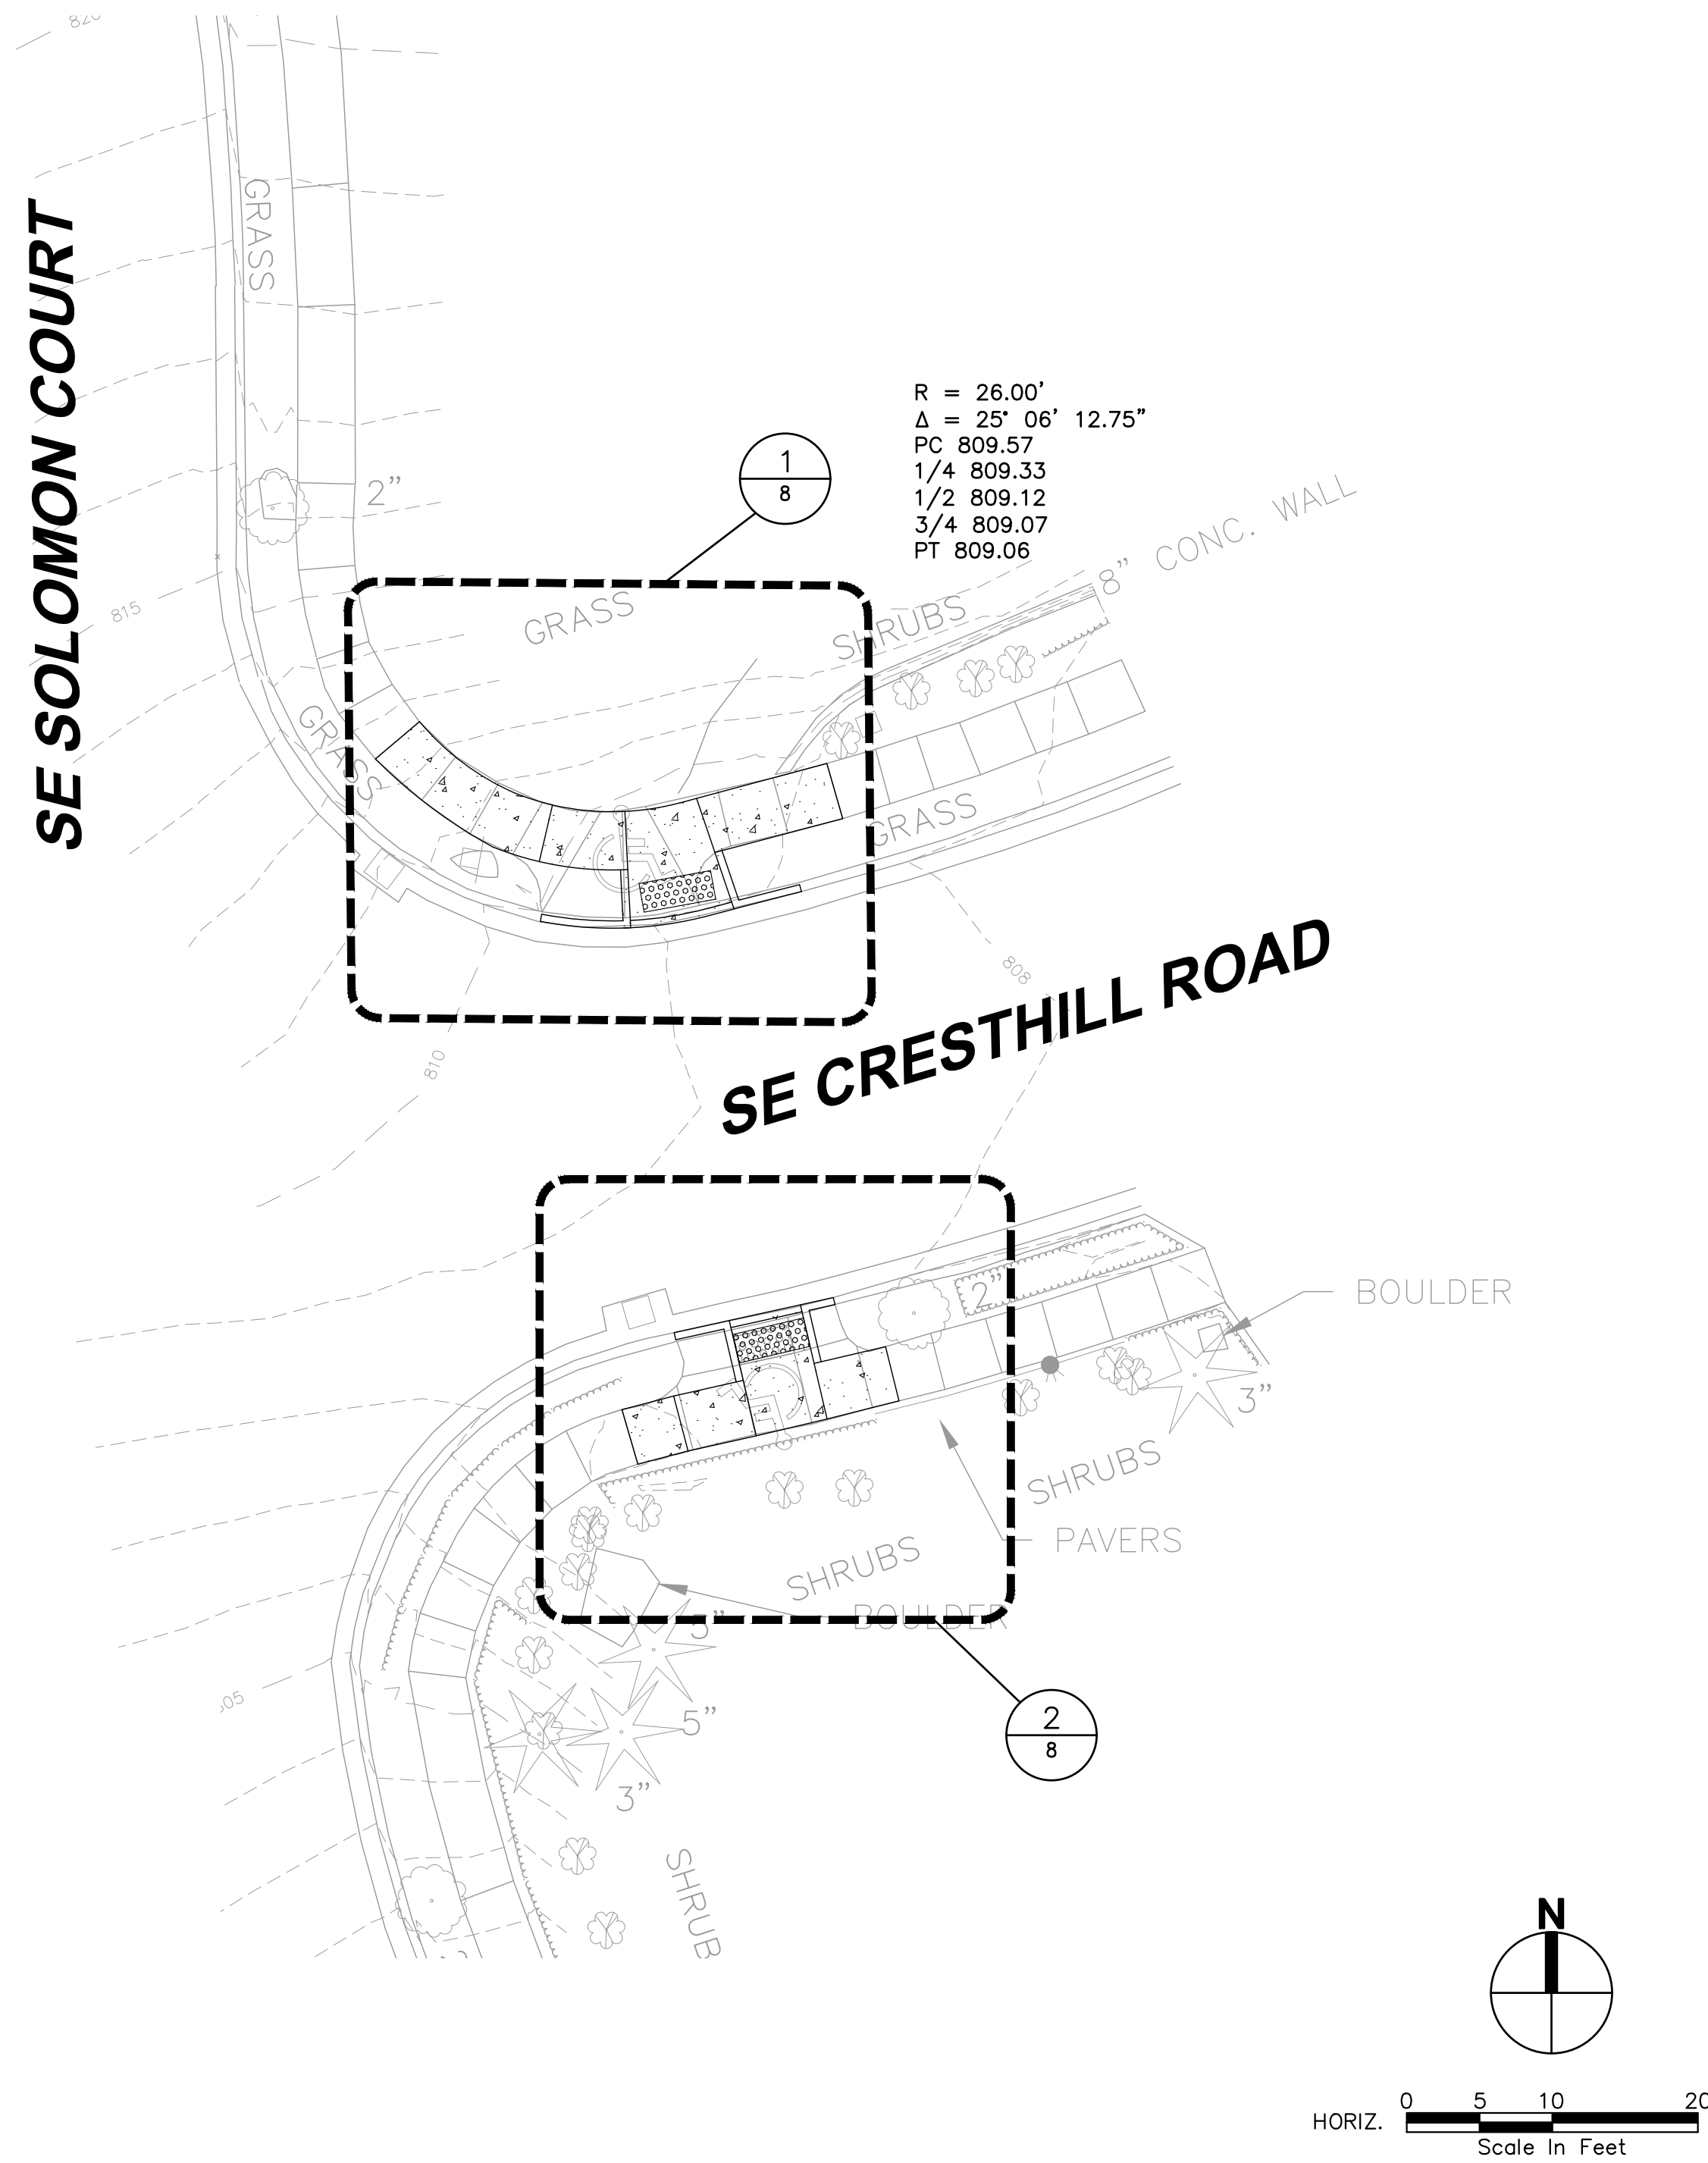 820
GRASS
SE SOLOMON COURT
R = 26.00'
Δ = 25° 06' 12.75"
PC 809.57
1/4 809.33
1/2 809.12
3/4 809.07
PT 809.06
1
8
2"
8" CONC. WALL
815
GRASS
SHRUBS
GRASS
GRASS
808
SE CRESTHILL ROAD
810
2"
BOULDER
3"
SHRUBS
PAVERS
SHRUBS
BOULDER
2
8
5"
3"
SHRUB
N
HORIZ.
0 5 10 20
Scale In Feet